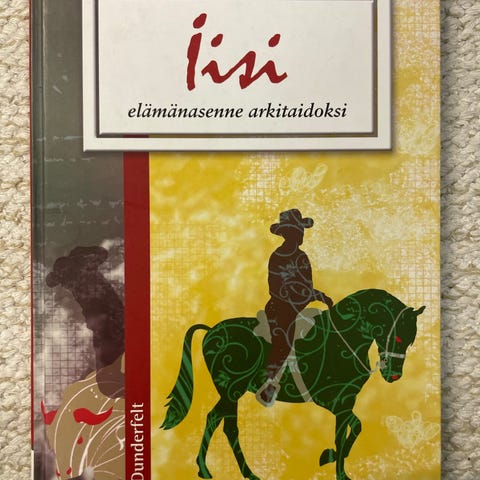 Iisi
elämänasenne arkitaidoksi
Dunderfelt